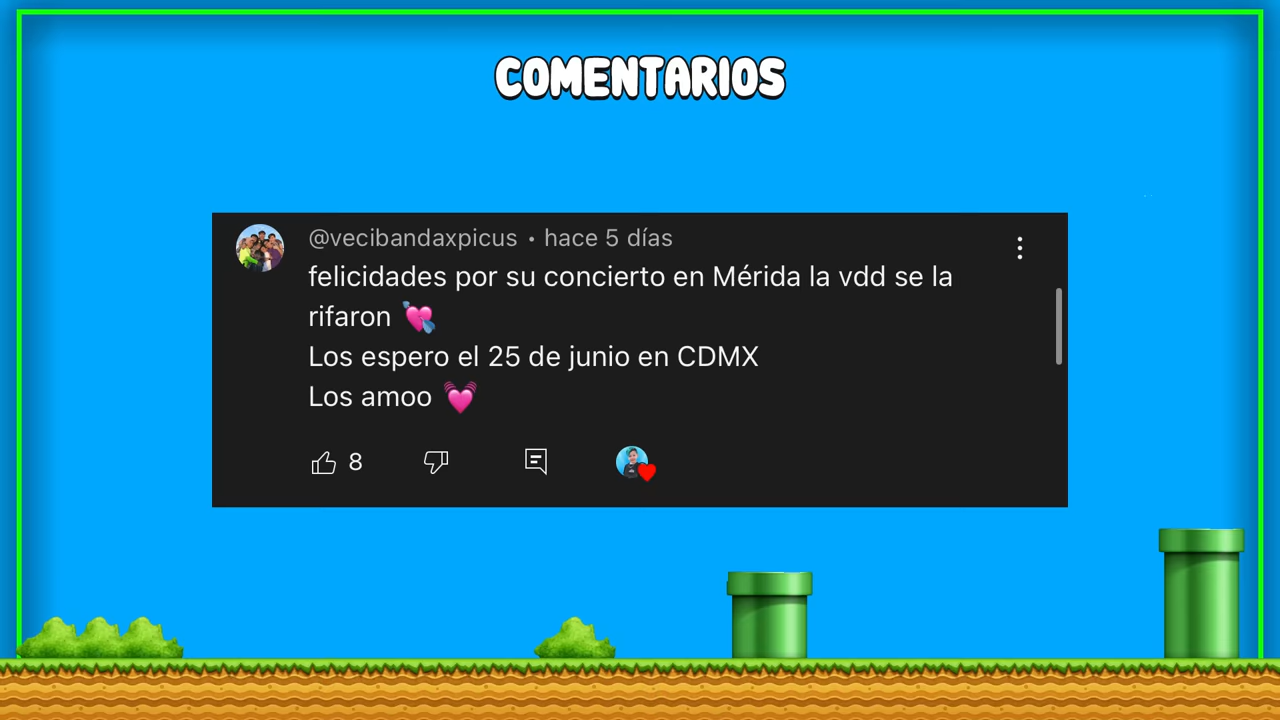 COMENTARIOS
@vecibandaxpicus • hace 5 días
felicidades por su concierto en Mérida la vdd se la
rifaron 💘
Los espero el 25 de junio en CDMX
Los amoo 💓
8